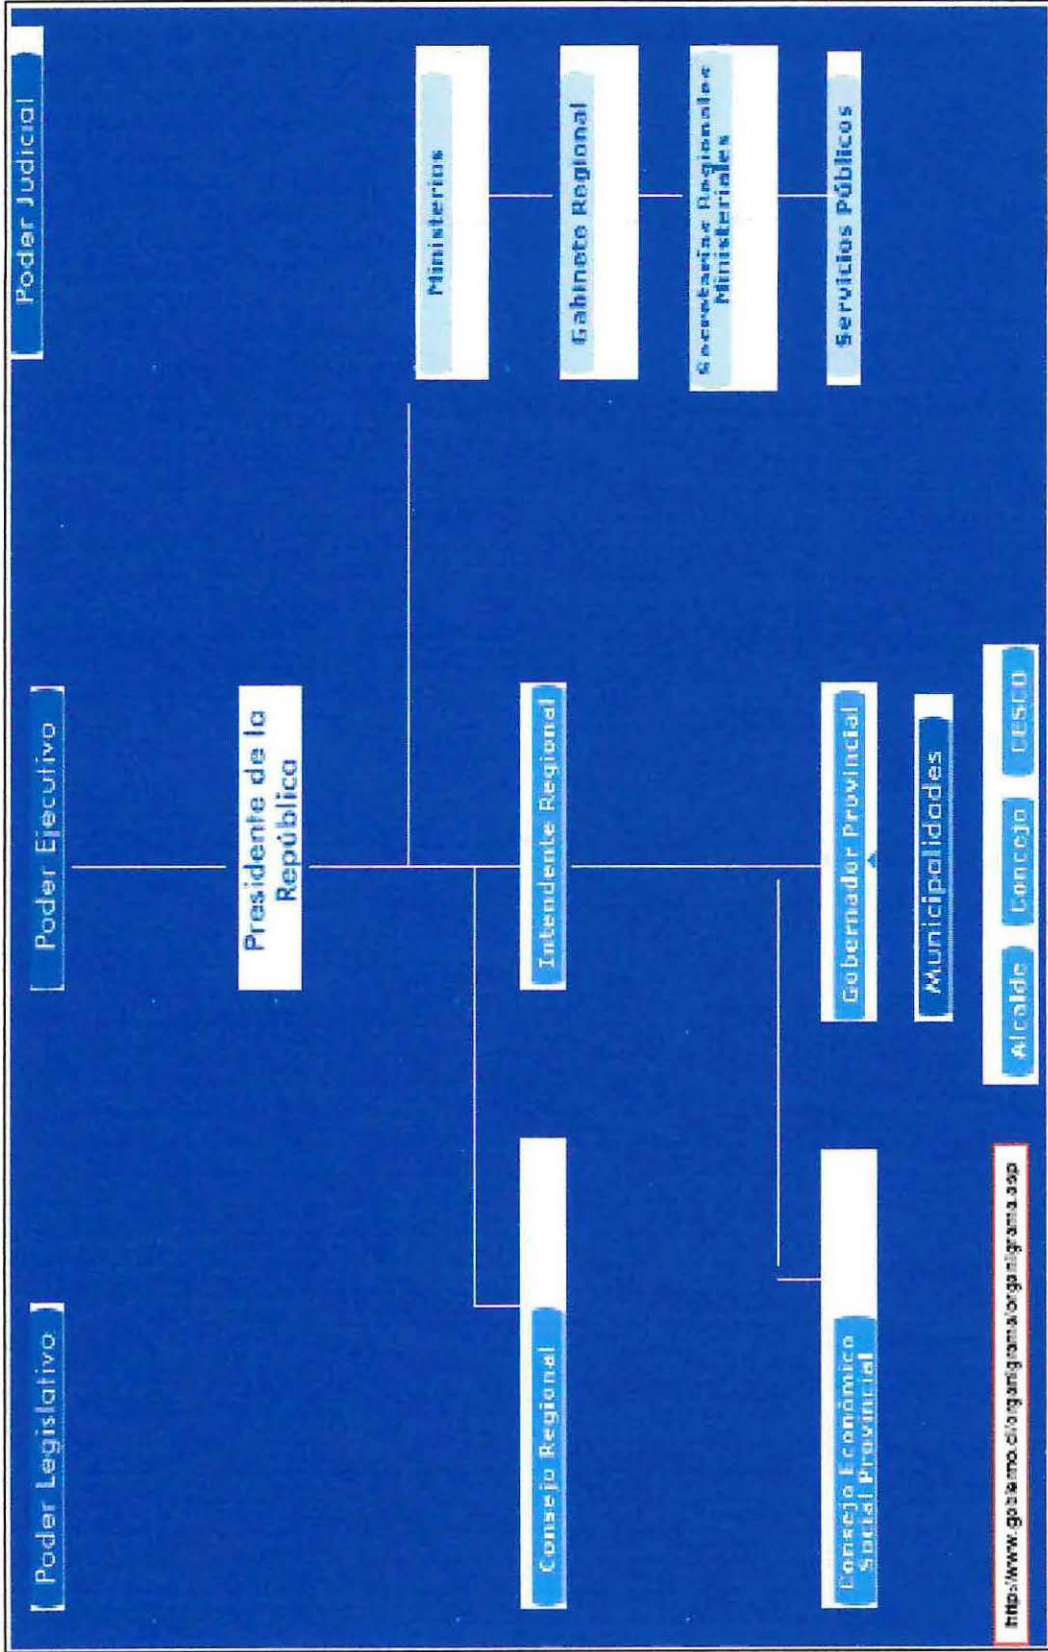 Poder Legislativo
Poder Ejecutivo
Poder Judicial
Presidente de la
República
Ministerios
Consejo Regional
Intendente Regional
Gabinete Regional
Secretarias Regionales
Ministeriales
Consejo Económico
Social Provincial
Gobernador Provincial
Servicios Públicos
Municipalidades
Alcalde
Concejo
CESCO
http://www.gobierno.cl/organigrama/organigrama.asp